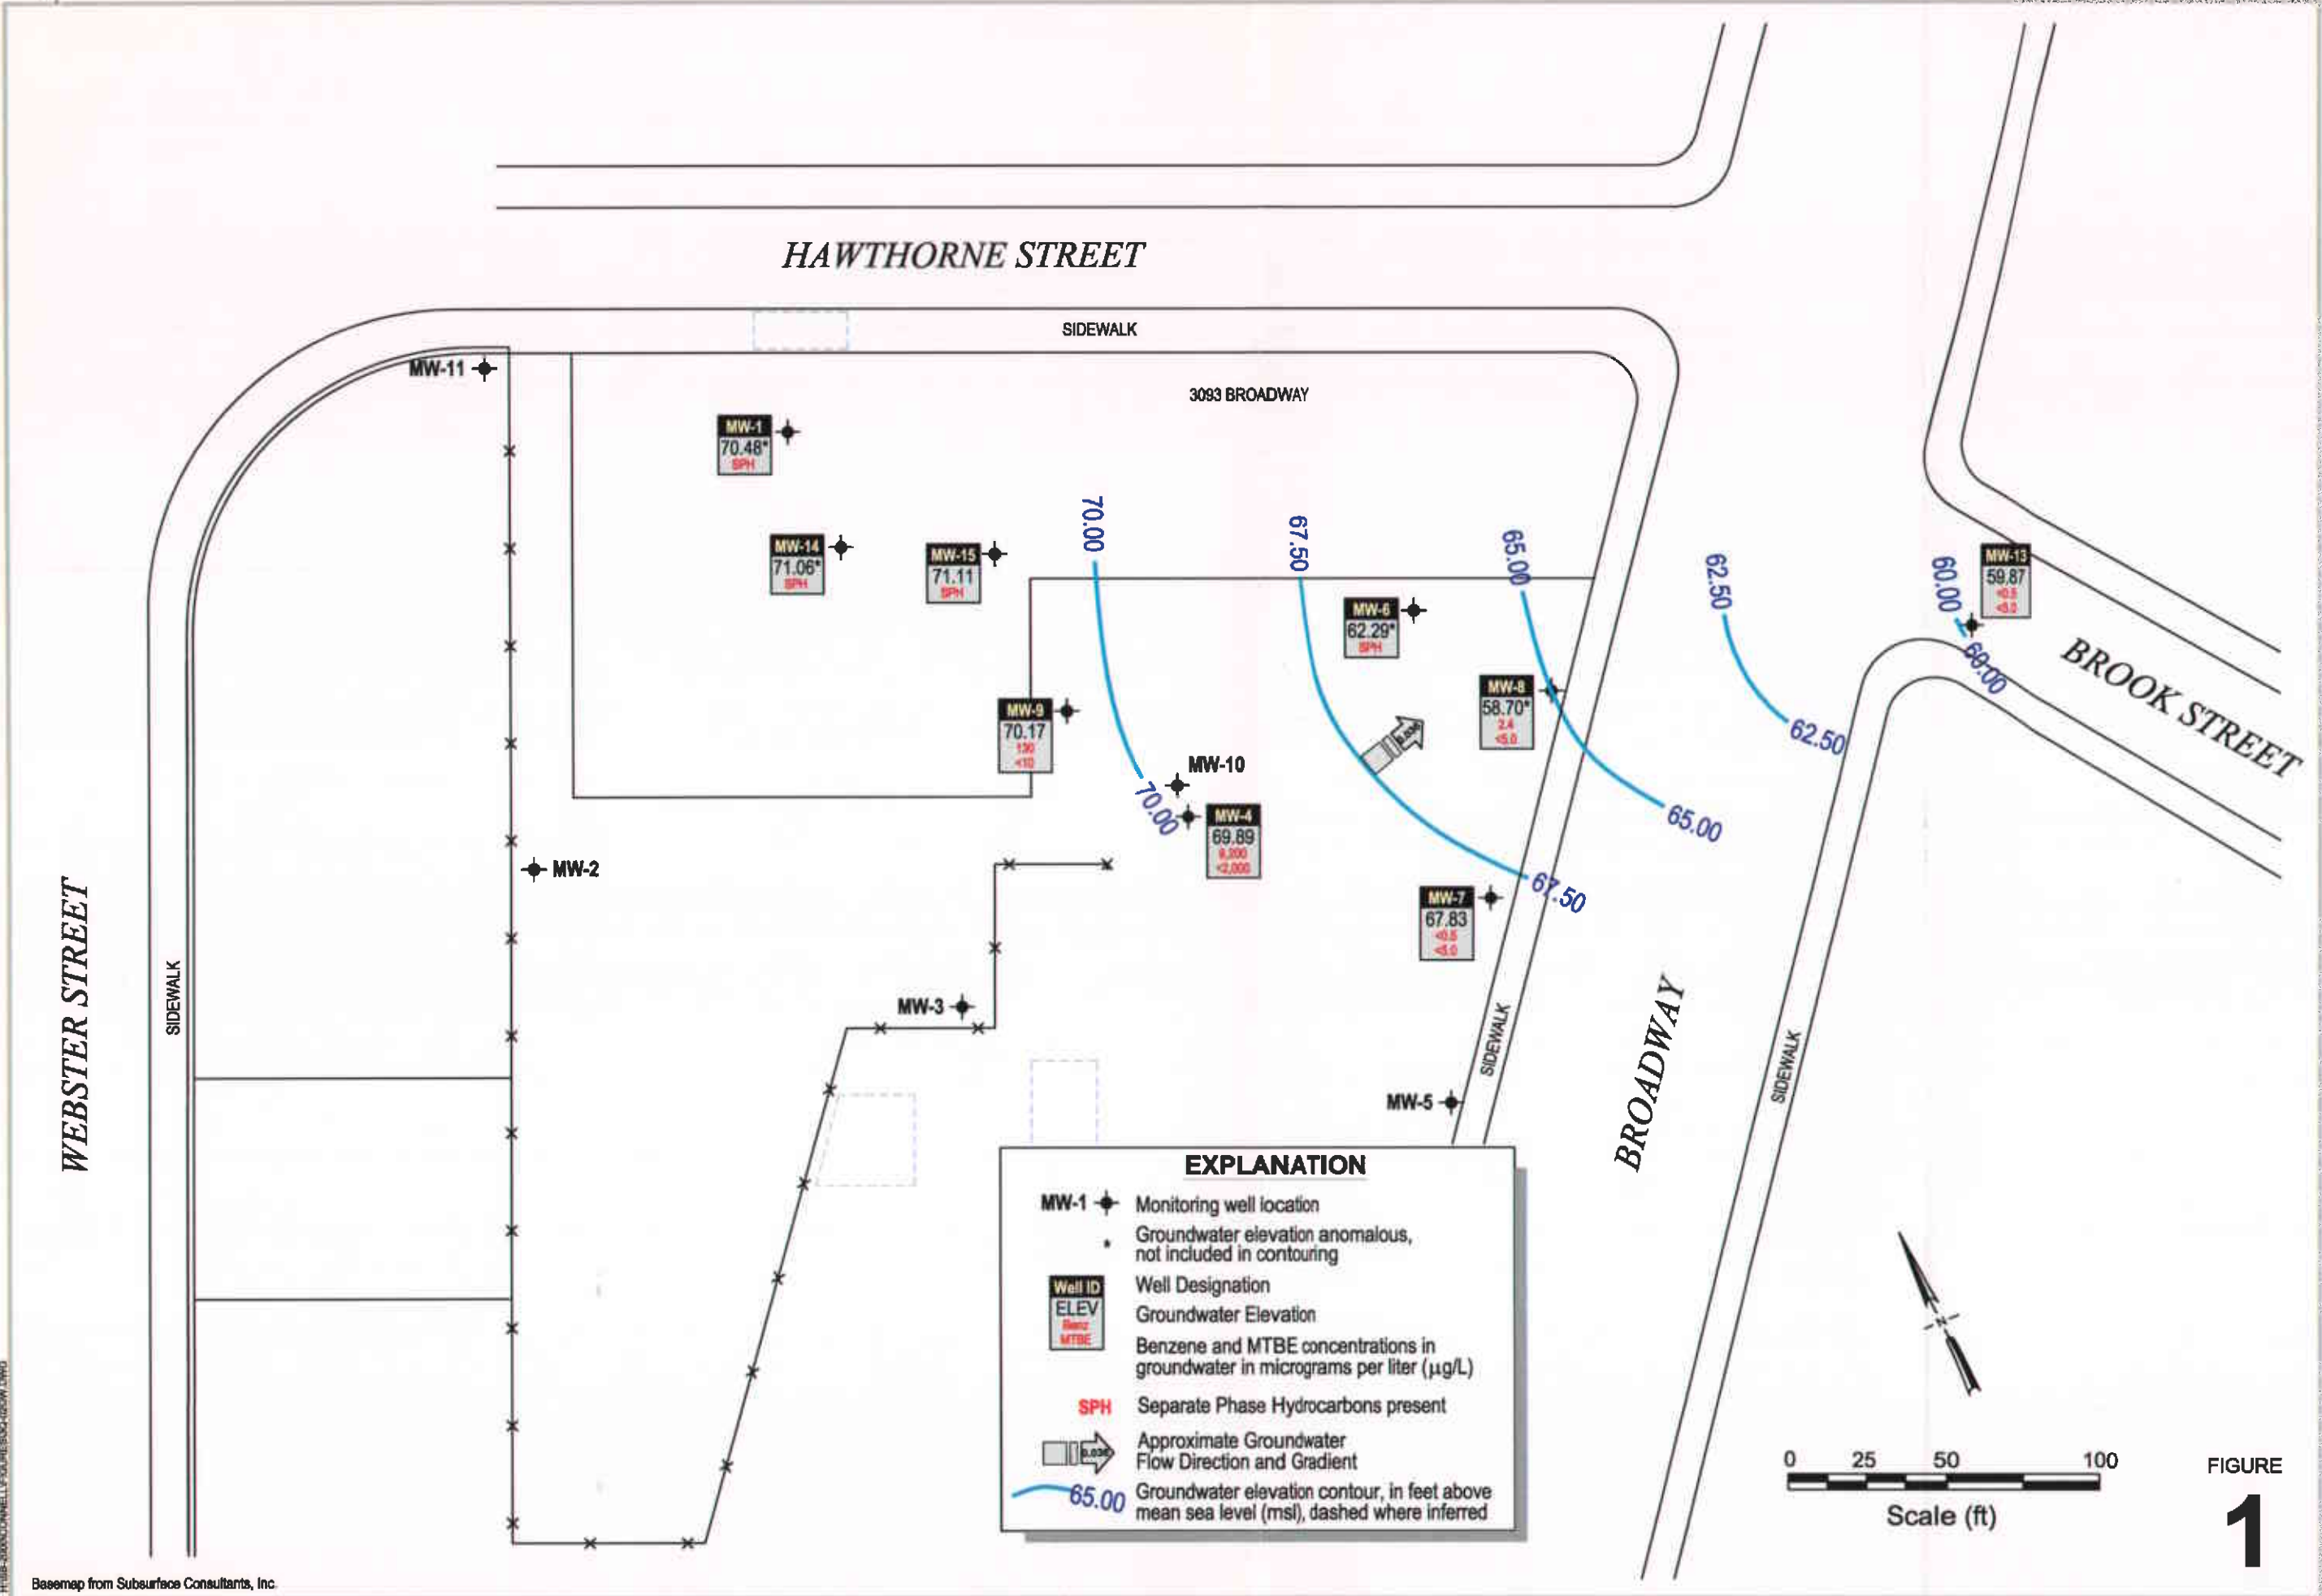 HAWTHORNE STREET
SIDEWALK
3093 BROADWAY
MW-11
MW-1
70.48*
SPH
MW-14
71.06*
SPH
MW-15
71.11
SPH
70.00
67.50
65.00
62.50
60.00
MW-13
59.87
<0.5
<5.0
MW-6
62.29*
SPH
60.00
BROOK STREET
MW-8
58.70*
2.4
<5.0
MW-9
70.17
130
<10
62.50
MW-10
70.00
MW-4
69.89
<2,000
65.00
MW-2
67.50
MW-7
67.83
<0.5
<5.0
WEBSTER STREET
SIDEWALK
MW-3
SIDEWALK
BROADWAY
SIDEWALK
MW-5
EXPLANATION
MW-1 Monitoring well location
* Groundwater elevation anomalous,
not included in contouring
Well ID Well Designation
ELEV Groundwater Elevation
Benz
MTBE
Benzene and MTBE concentrations in
groundwater in micrograms per liter (µg/L)
SPH Separate Phase Hydrocarbons present
Approximate Groundwater
Flow Direction and Gradient
65.00 Groundwater elevation contour, in feet above
mean sea level (msl), dashed where inferred
N
0 25 50 100
Scale (ft)
FIGURE
1
Basemap from Subsurface Consultants, Inc.